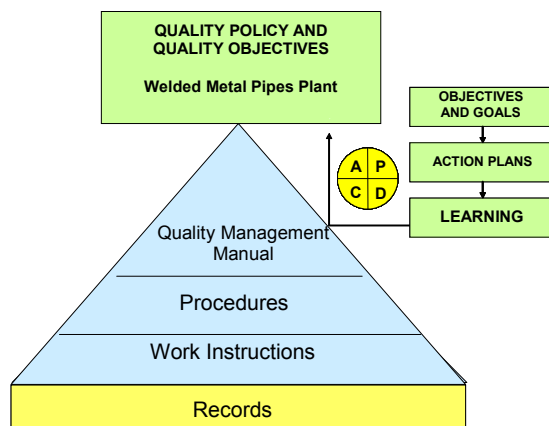 QUALITY POLICY AND
QUALITY OBJECTIVES
Welded Metal Pipes Plant
OBJECTIVES
AND GOALS
A P
C D
ACTION PLANS
LEARNING
Quality Management
Manual
Procedures
Work Instructions
Records